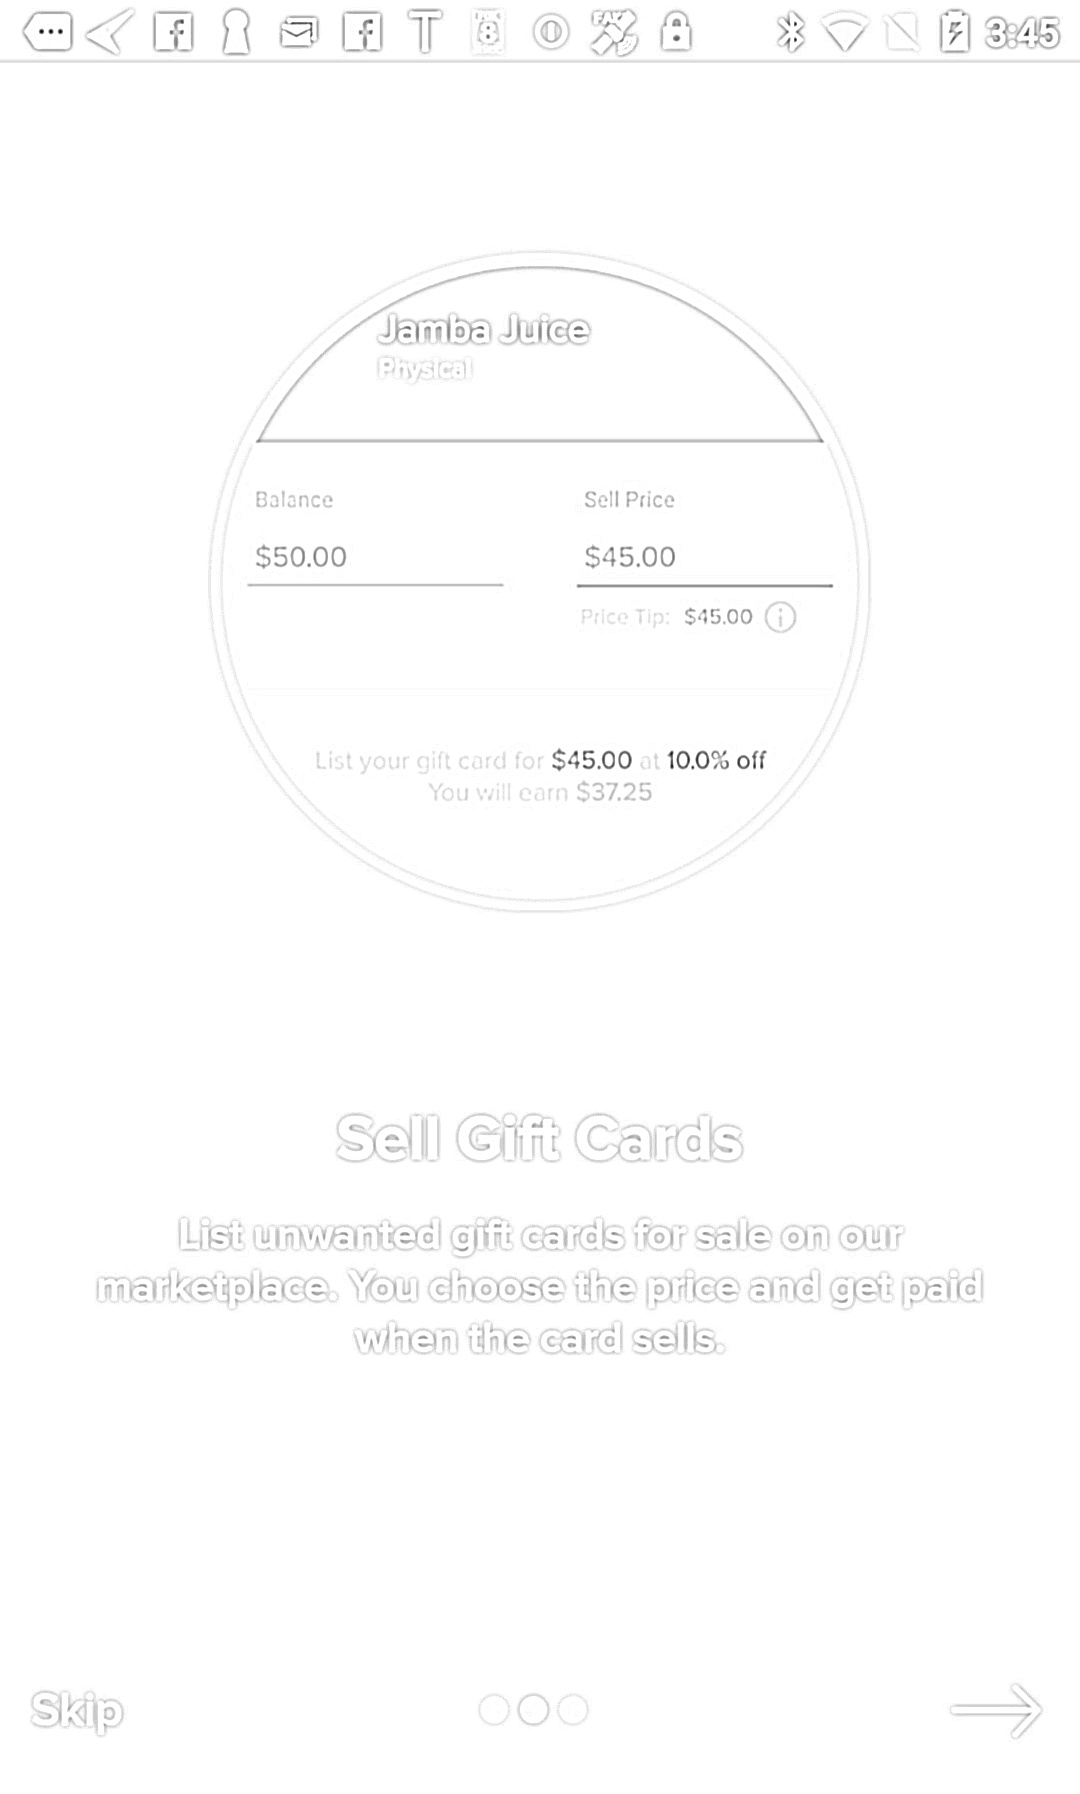 3:45
Jamba Juice
Physical
Balance
Sell Price
$50.00
$45.00
Price Tip: $45.00
List your gift card for $45.00 at 10.0% off
You will earn $37.25
Sell Gift Cards
List unwanted gift cards for sale on our
marketplace. You choose the price and get paid
when the card sells.
Skip